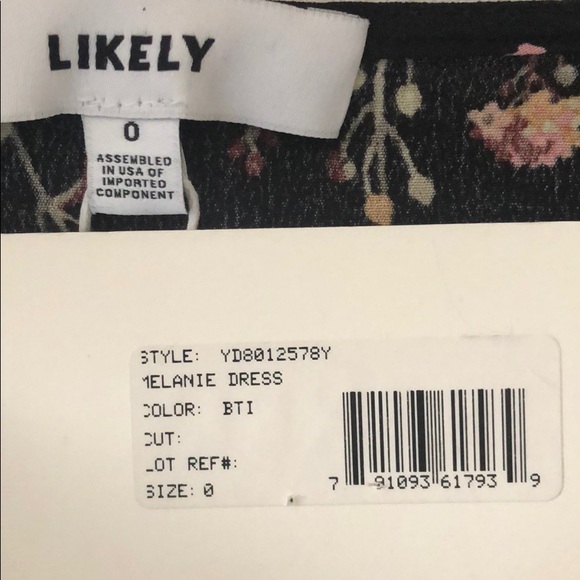 LIKELY
0
ASSEMBLED
IN USA OF
IMPORTED
COMPONENT
STYLE: YD8012578Y
MELANIE DRESS
COLOR: BTI
CUT:
LOT REF#:
SIZE: 0
7 91093 61793 9